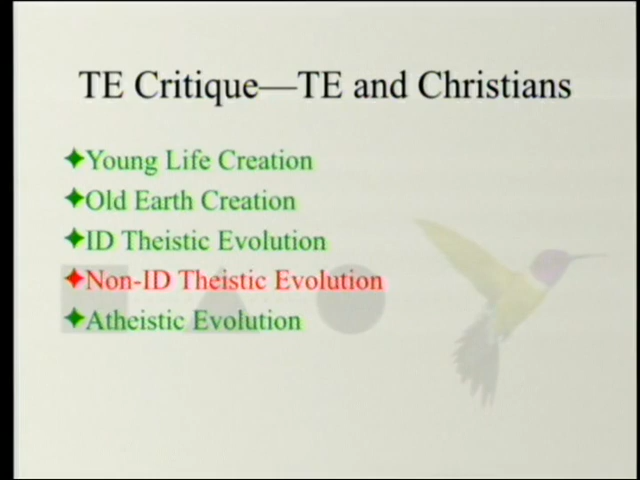 TE Critique—TE and Christians
Young Life Creation
Old Earth Creation
ID Theistic Evolution
Non-ID Theistic Evolution
Atheistic Evolution